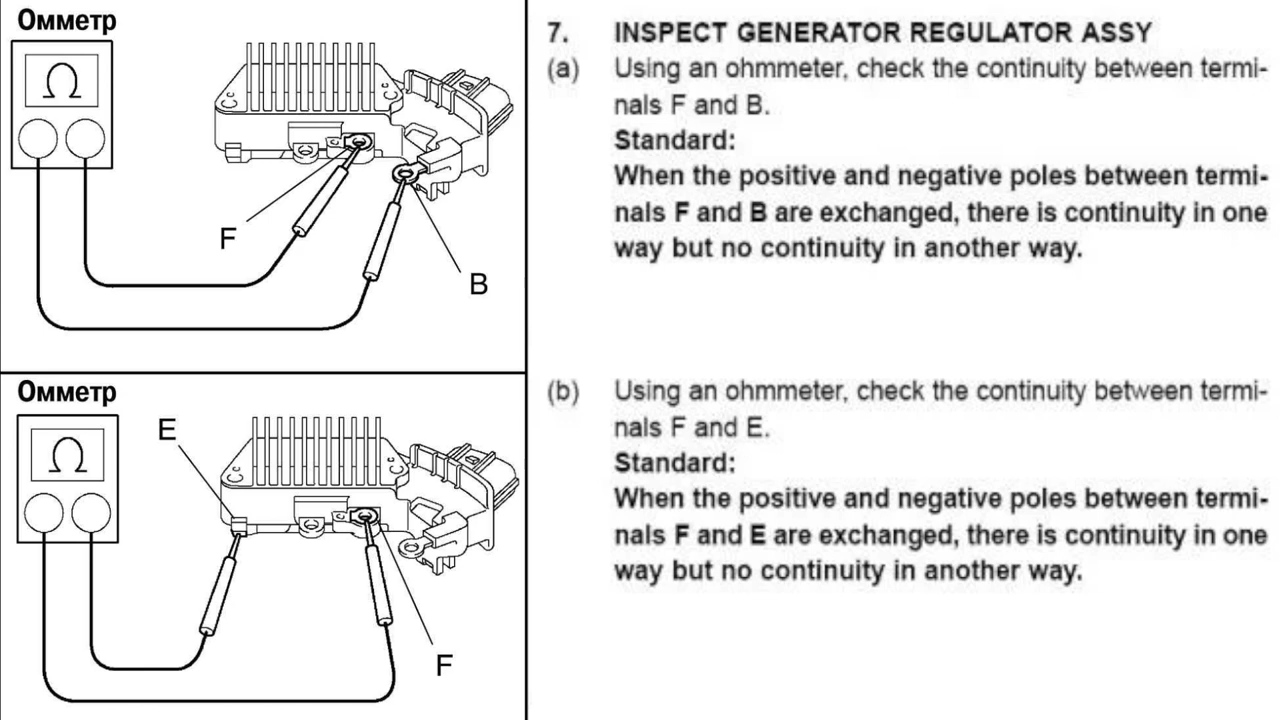 Омметр
Ω
F
B
7. INSPECT GENERATOR REGULATOR ASSY
(a) Using an ohmmeter, check the continuity between termi-
nals F and B.
Standard:
When the positive and negative poles between termi-
nals F and B are exchanged, there is continuity in one
way but no continuity in another way.
Омметр
Ω
E
F
(b) Using an ohmmeter, check the continuity between termi-
nals F and E.
Standard:
When the positive and negative poles between termi-
nals F and E are exchanged, there is continuity in one
way but no continuity in another way.